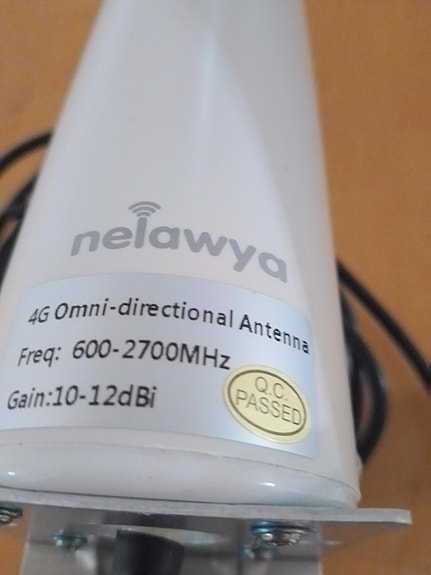 nelawya
4G Omni-directional Antenna
Freq: 600-2700MHz
Gain:10-12dBi
Q.C.
PASSED